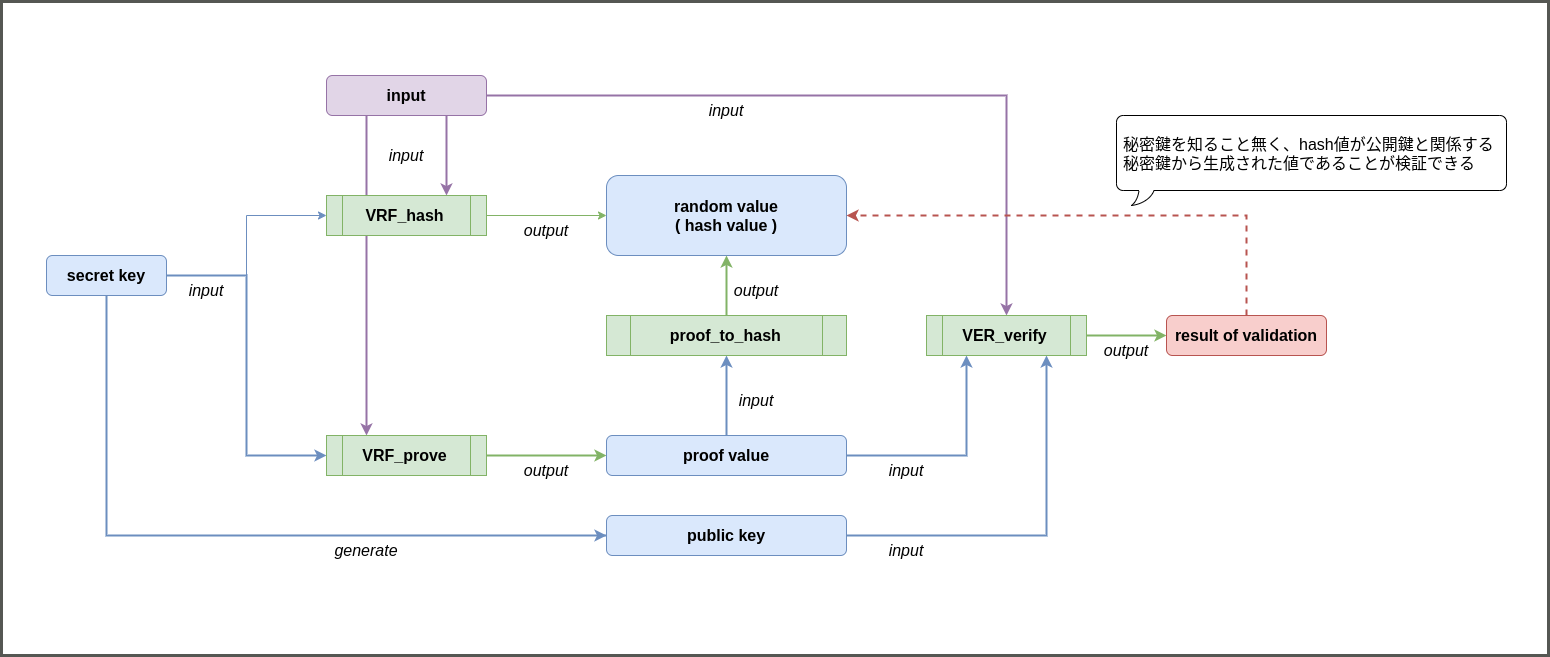 input
input
input
秘密鍵を知ること無く、hash値が公開鍵と関係する
秘密鍵から生成された値であることが検証できる
VRF_hash
output
random value
( hash value )
secret key
input
output
proof_to_hash
VER_verify
output
result of validation
input
VRF_prove
output
proof value
input
public key
generate
input